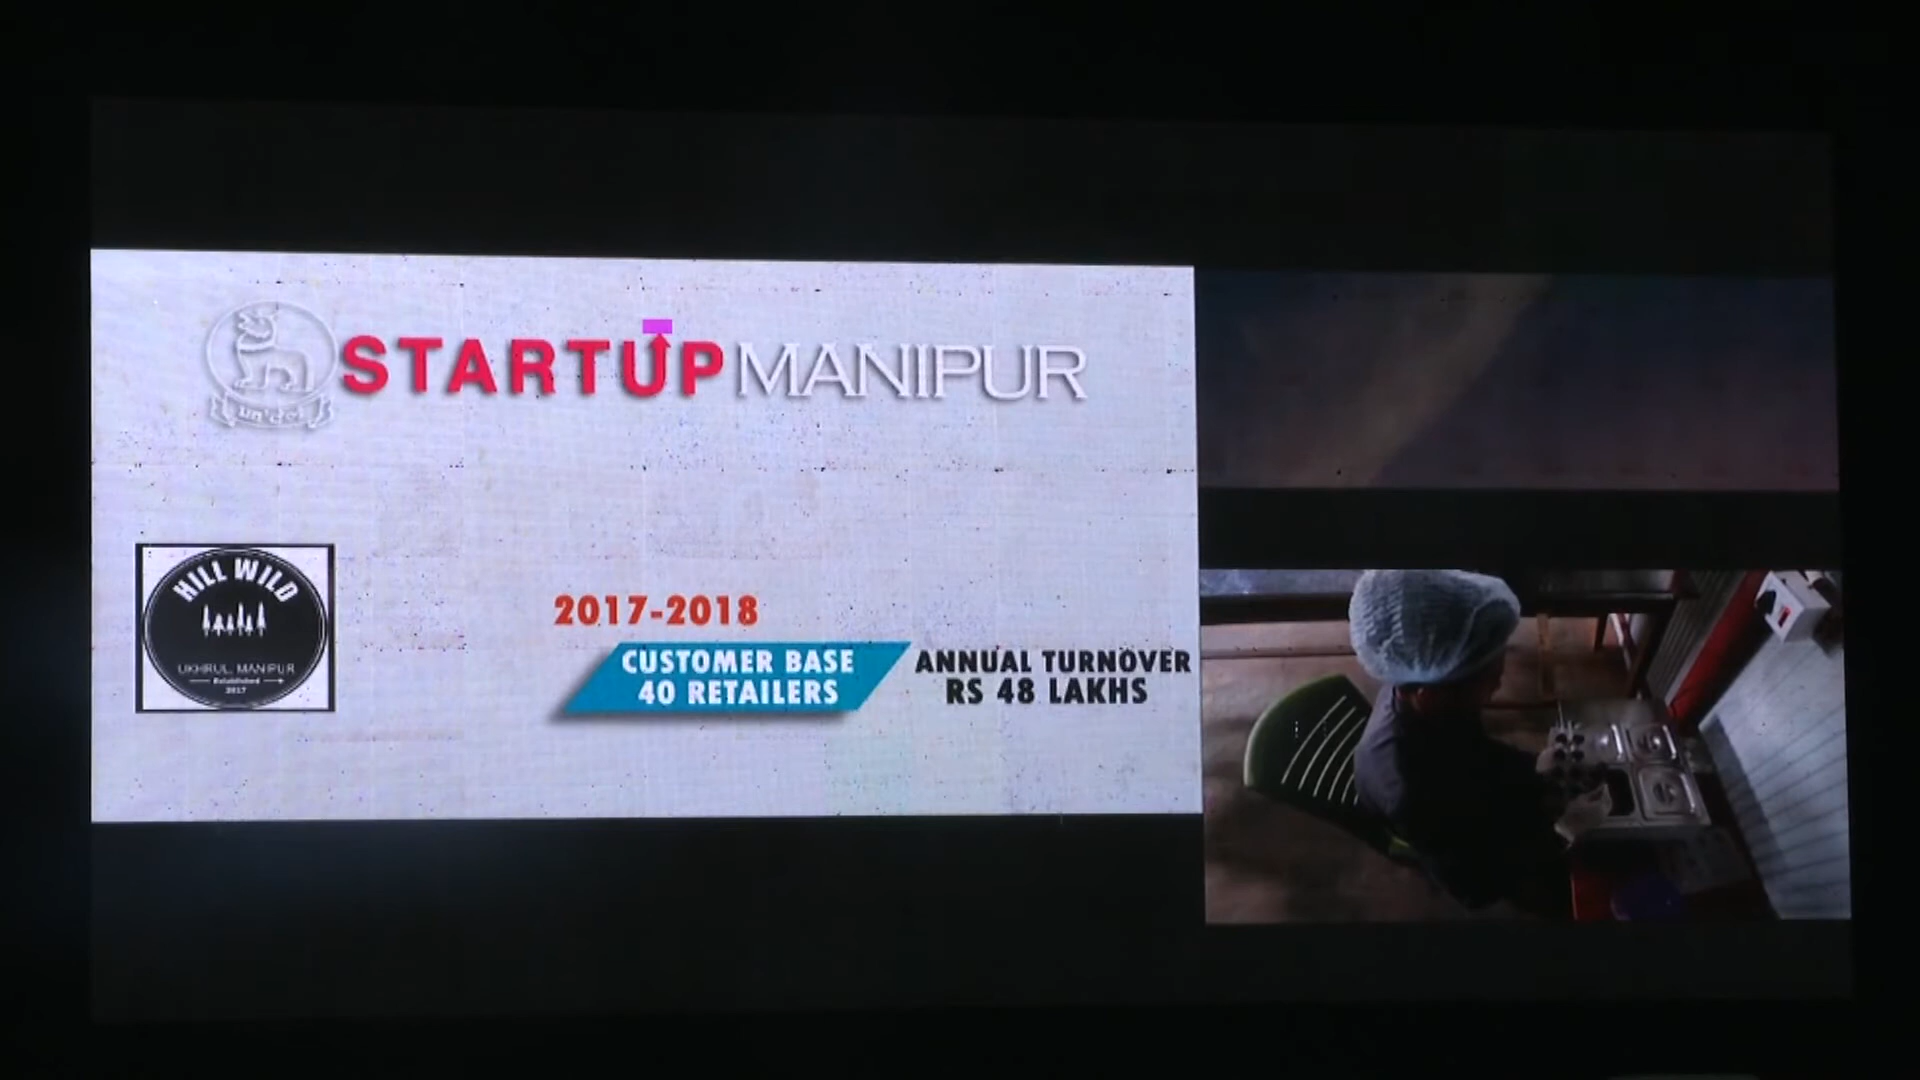 STARTUP MANIPUR
HILL WILD
UKHRUL, MANIPUR
Established
2017
2017-2018
CUSTOMER BASE
40 RETAILERS
ANNUAL TURNOVER
RS 48 LAKHS